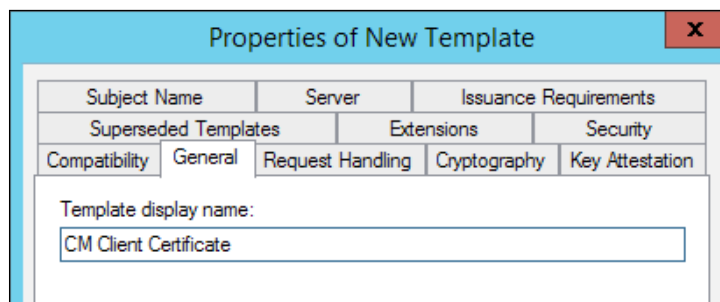 Properties of New Template
x
Subject Name Server Issuance Requirements
Superseded Templates Extensions Security
Compatibility General Request Handling Cryptography Key Attestation
Template display name:
CM Client Certificate